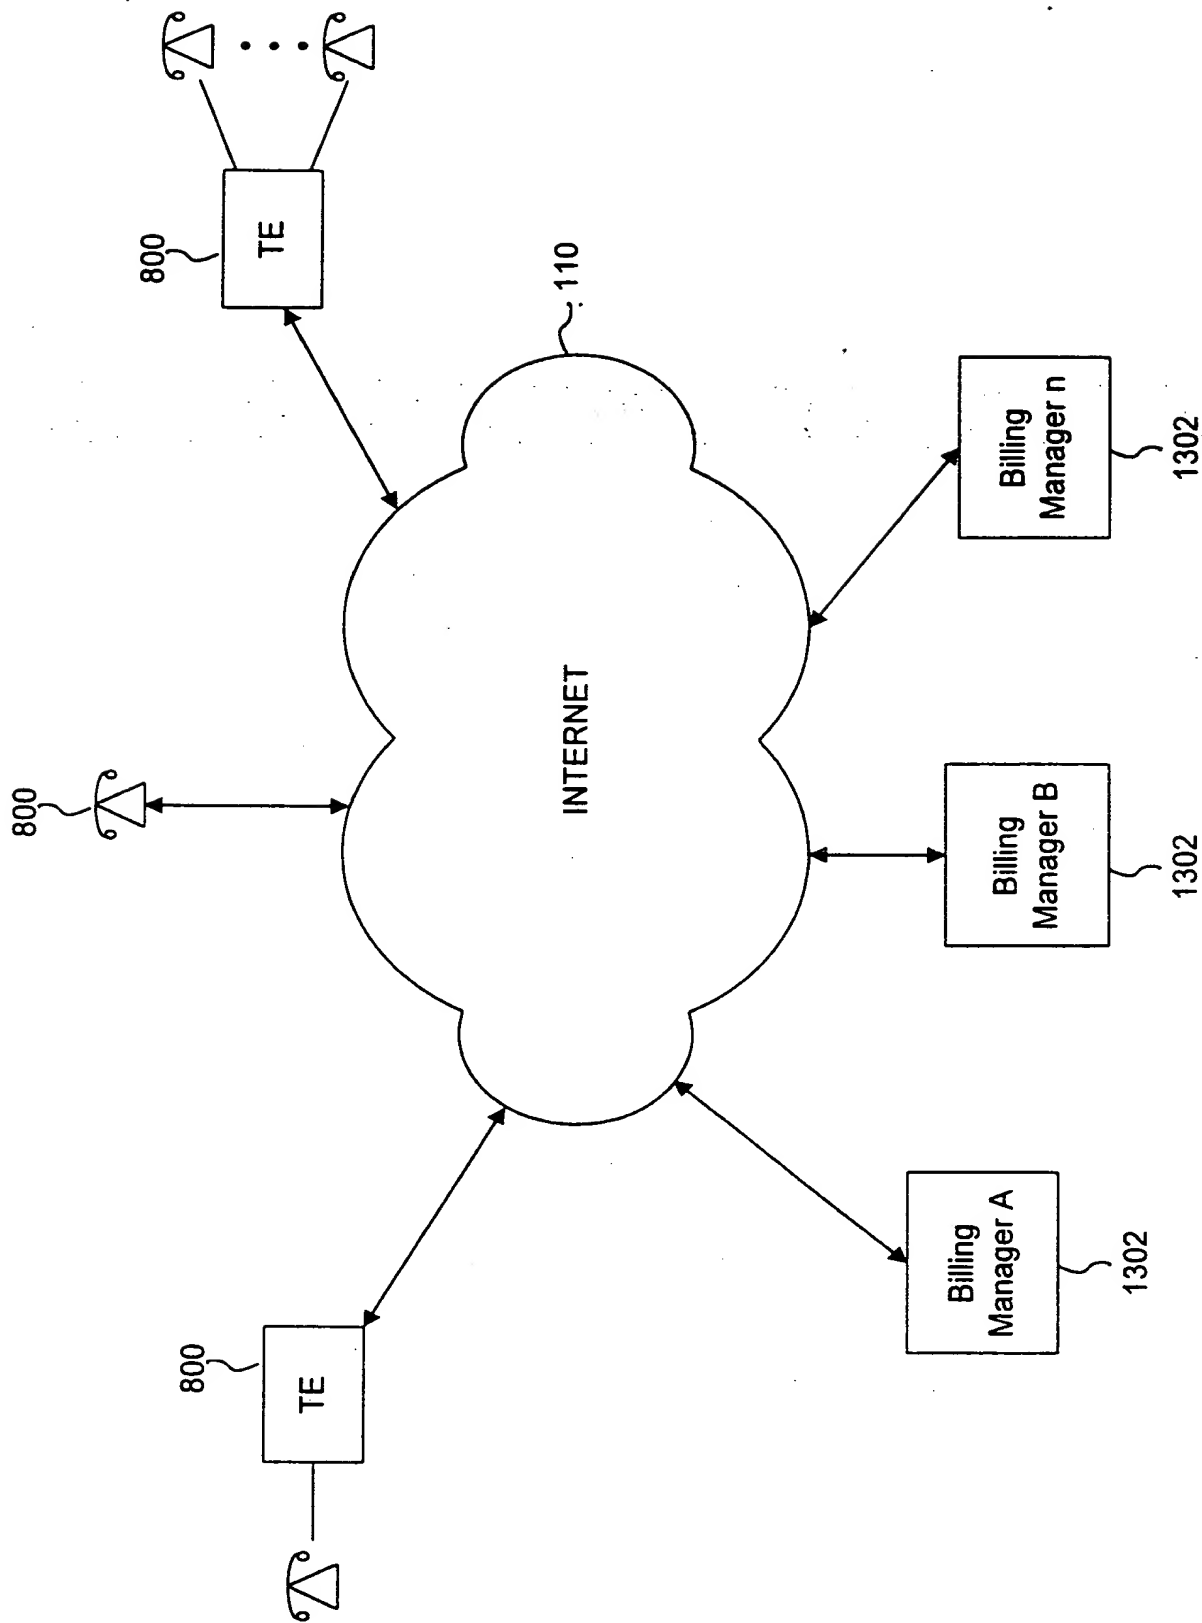 800
800
TE
800
TE
110
INTERNET
Billing
Manager A
1302
Billing
Manager B
1302
Billing
Manager n
1302